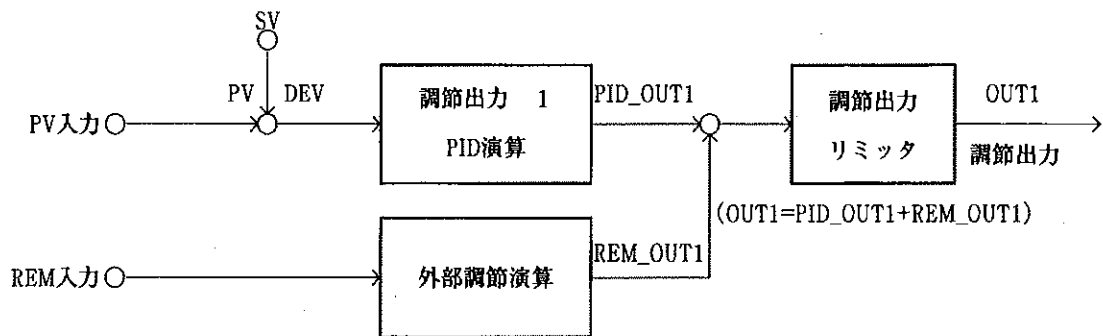 SV
PV
DEV
PV入力
調節出力 1
PID演算
PID_OUT1
調節出力
リミッタ
OUT1
調節出力
(OUT1=PID_OUT1+REM_OUT1)
REM入力
外部調節演算
REM_OUT1